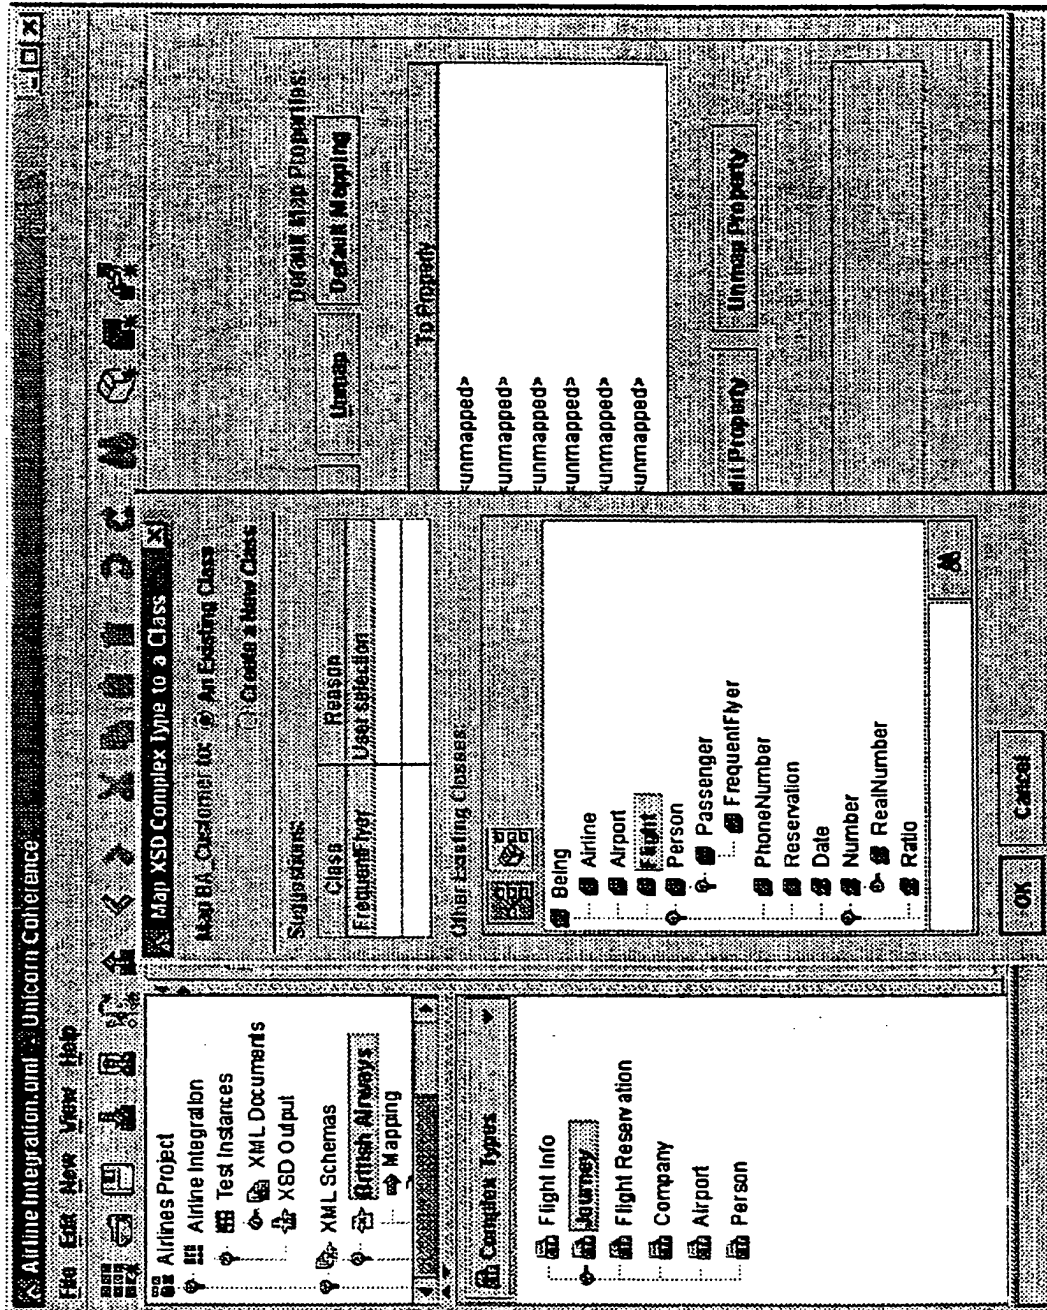 Airline Integration.uml - Unicorn Coherence
File Edit New View Help
Airlines Project
Airline Integration
Test Instances
XML Documents
XSD Output
XML Schemas
British Airways
Mapping
Complex Types
Flight Info
Journey
Flight Reservation
Company
Airport
Person
Map XSD Complex Type to a Class
Map BA_Customer to: An Existing Class
Create a New Class
Suggestions:
Class Reason
FrequentFlyer User selection
Other Existing Classes:
Being
Airline
Airport
Flight
Person
Passenger
FrequentFlyer
PhoneNumber
Reservation
Date
Number
RealNumber
Ratio
OK Cancel
Default Map Properties:
Unmap Default Mapping
To Property
<unmapped>
<unmapped>
<unmapped>
<unmapped>
<unmapped>
<unmapped>
dit Property Unmap Property